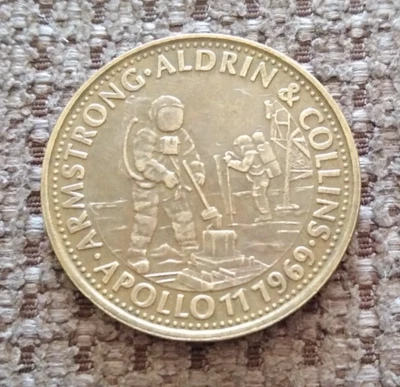 ·ARMSTRONG·ALDRIN & COLLINS·
APOLLO 11 1969